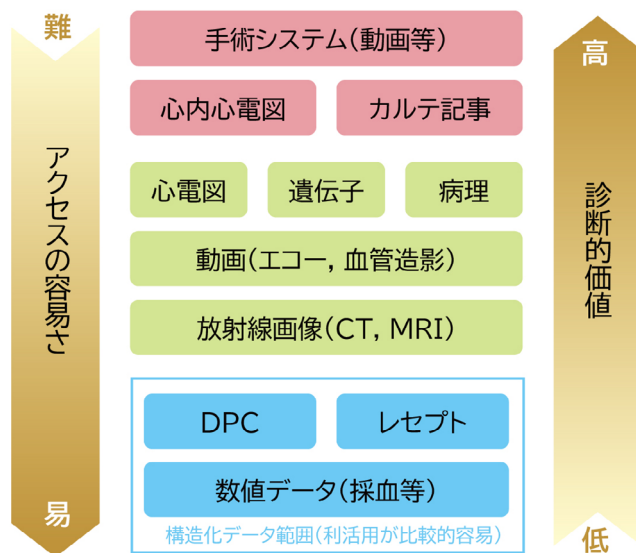 難
アクセスの容易さ
易
手術システム(動画等)
心内心電図
カルテ記事
心電図
遺伝子
病理
動画(エコー, 血管造影)
放射線画像(CT, MRI)
DPC
レセプト
数値データ(採血等)
構造化データ範囲(利活用が比較的容易)
高
診断的価値
低